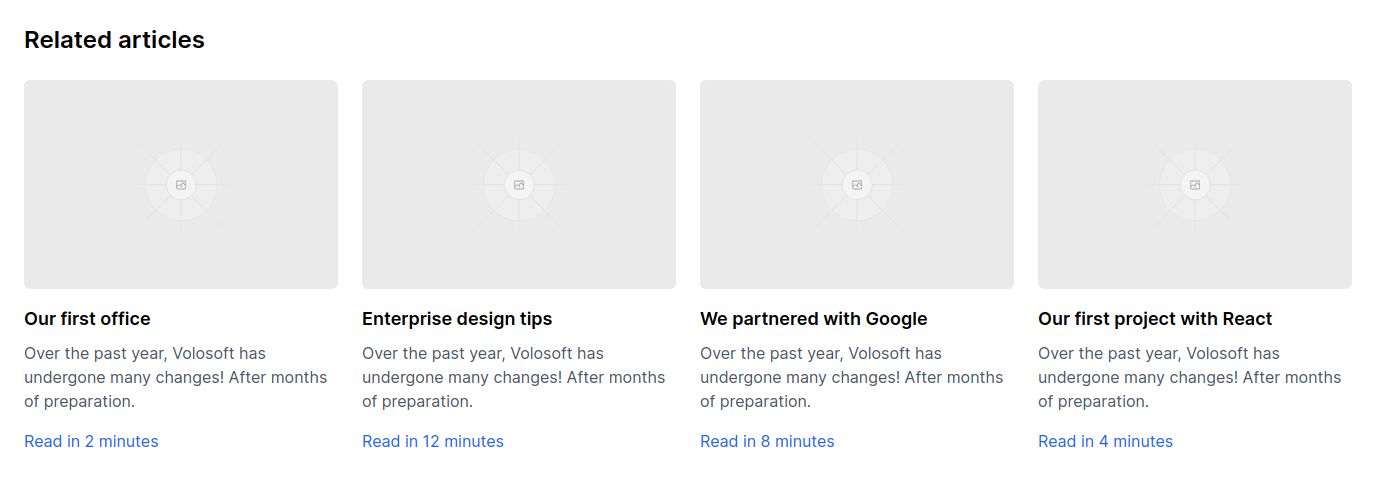 Related articles
Our first office
Over the past year, Volosoft has
undergone many changes! After months
of preparation.
Read in 2 minutes
Enterprise design tips
Over the past year, Volosoft has
undergone many changes! After months
of preparation.
Read in 12 minutes
We partnered with Google
Over the past year, Volosoft has
undergone many changes! After months
of preparation.
Read in 8 minutes
Our first project with React
Over the past year, Volosoft has
undergone many changes! After months
of preparation.
Read in 4 minutes